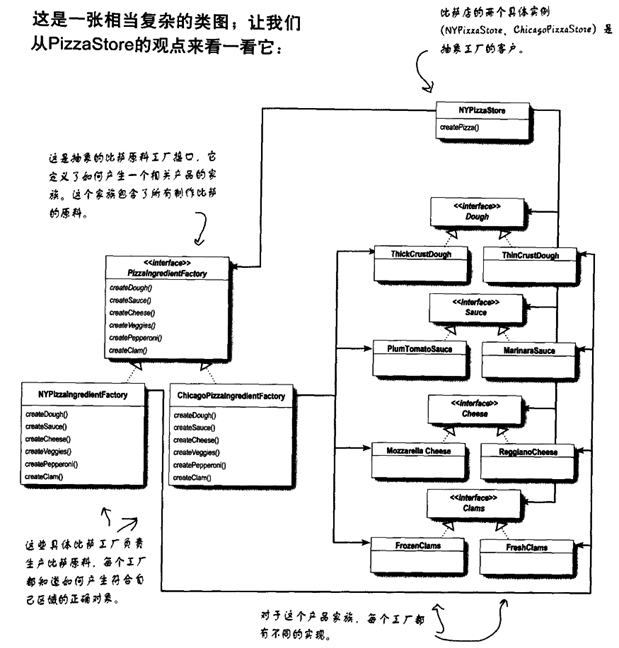 这是一张相当复杂的类图；让我们
从PizzaStore的观点来看一看它：
比萨店的两个具体实例
(NYPizzaStore、ChicagoPizzaStore) 是
抽象工厂的客户。
NYPizzaStore
createPizza()
这是抽象的比萨原料工厂接口，它
定义了如何产生一个相关产品的家
族。这个家族包含了所有制作比萨
的原料。
<<interface>>
PizzaIngredientFactory
createDough()
createSauce()
createCheese()
createVeggies()
createPepperoni()
createClam()
NYPizzaIngredientFactory
createDough()
createSauce()
createCheese()
createVeggies()
createPepperoni()
createClam()
ChicagoPizzaIngredientFactory
createDough()
createSauce()
createCheese()
createVeggies()
createPepperoni()
createClam()
<<interface>>
Dough
ThickCrustDough
ThinCrustDough
<<interface>>
Sauce
PlumTomatoSauce
MarinaraSauce
<<interface>>
Cheese
Mozzarella Cheese
ReggianoCheese
<<interface>>
Clams
FrozenClams
FreshClams
这些具体比萨工厂负责
生产比萨原料，每个工厂
都知道如何产生符合自
己区域的正确对象。
对于这个产品家族，每个工厂都
有不同的实现。